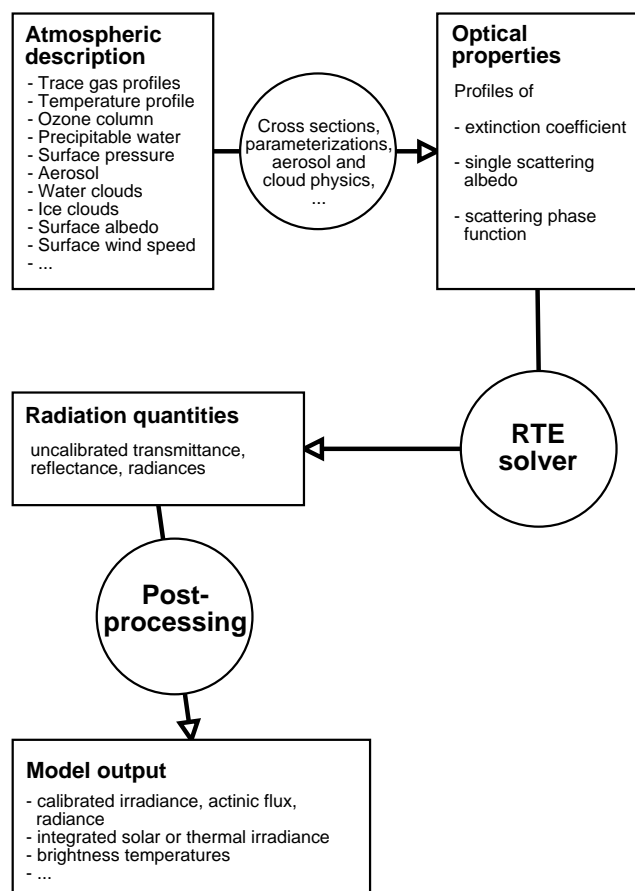 Atmospheric
description
- Trace gas profiles
- Temperature profile
- Ozone column
- Precipitable water
- Surface pressure
- Aerosol
- Water clouds
- Ice clouds
- Surface albedo
- Surface wind speed
- ...
Cross sections,
parameterizations,
aerosol and
cloud physics,
...
Optical
properties
Profiles of
- extinction coefficient
- single scattering
albedo
- scattering phase
function
RTE
solver
Radiation quantities
uncalibrated transmittance,
reflectance, radiances
Post-
processing
Model output
- calibrated irradiance, actinic flux,
radiance
- integrated solar or thermal irradiance
- brightness temperatures
- ...